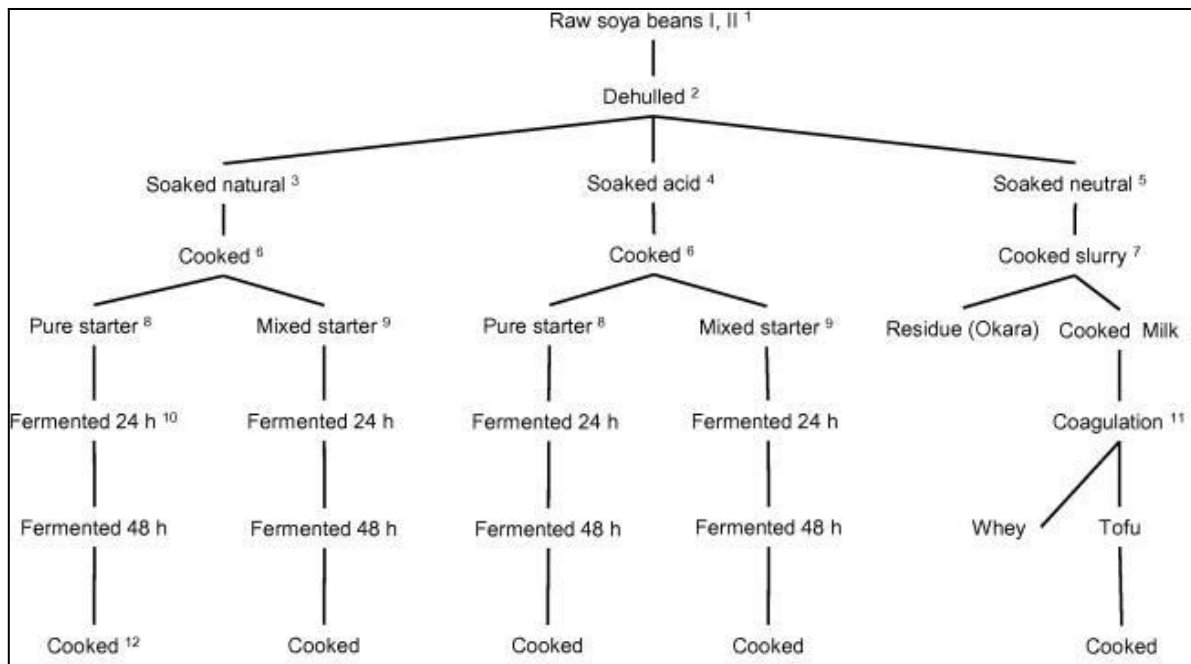 Raw soya beans I, II ¹
Dehulled ²
Soaked natural ³ Soaked acid ⁴ Soaked neutral ⁵
Cooked ⁶ Cooked ⁶ Cooked slurry ⁷
Pure starter ⁸ Mixed starter ⁹ Pure starter ⁸ Mixed starter ⁹ Residue (Okara) Cooked Milk
Fermented 24 h ¹⁰ Fermented 24 h Fermented 24 h Fermented 24 h Coagulation ¹¹
Fermented 48 h Fermented 48 h Fermented 48 h Fermented 48 h Whey Tofu
Cooked ¹² Cooked Cooked Cooked Cooked